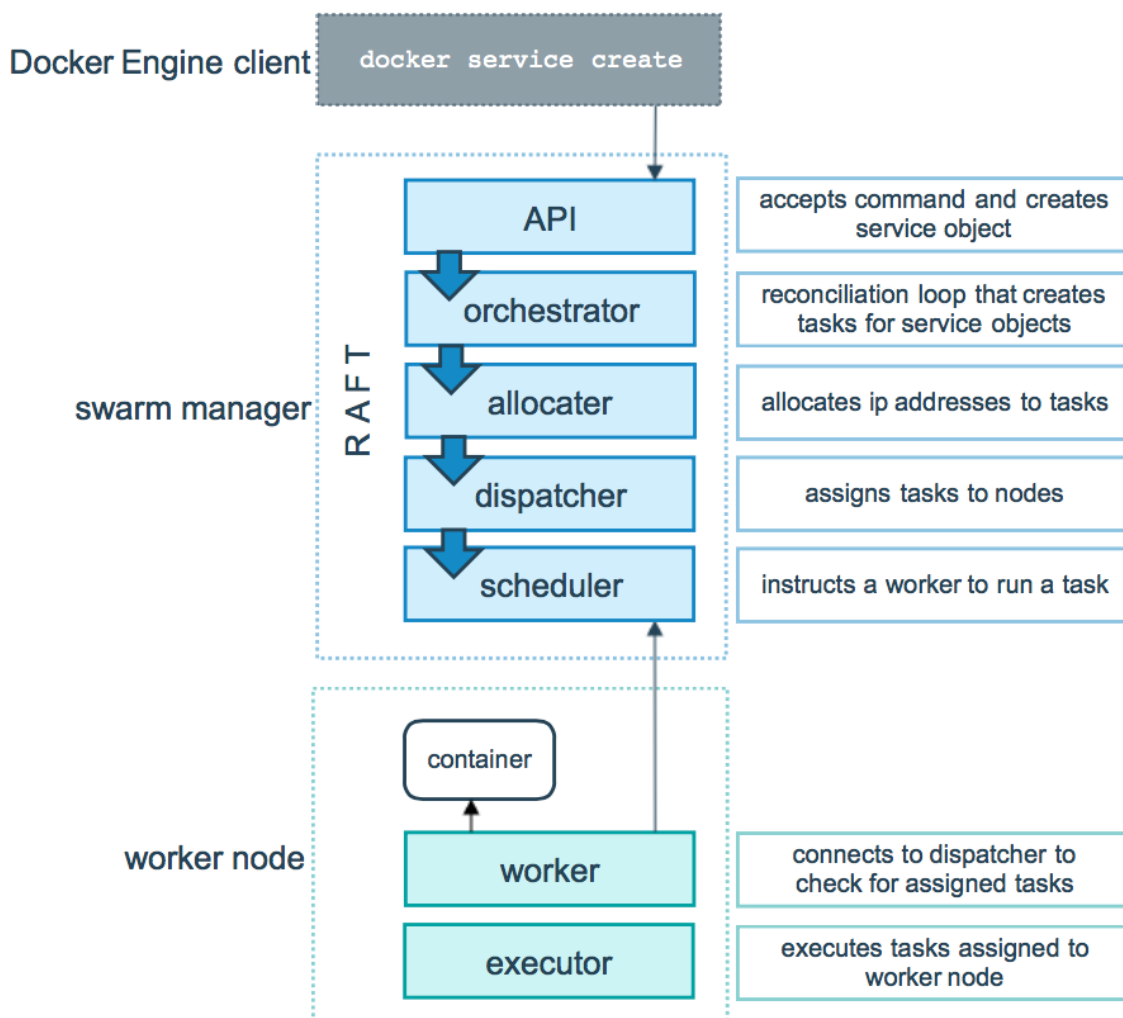 Docker Engine client
docker service create
API
accepts command and creates
service object
orchestrator
reconciliation loop that creates
tasks for service objects
swarm manager
RAFT
allocater
allocates ip addresses to tasks
dispatcher
assigns tasks to nodes
scheduler
instructs a worker to run a task
container
worker node
worker
connects to dispatcher to
check for assigned tasks
executor
executes tasks assigned to
worker node